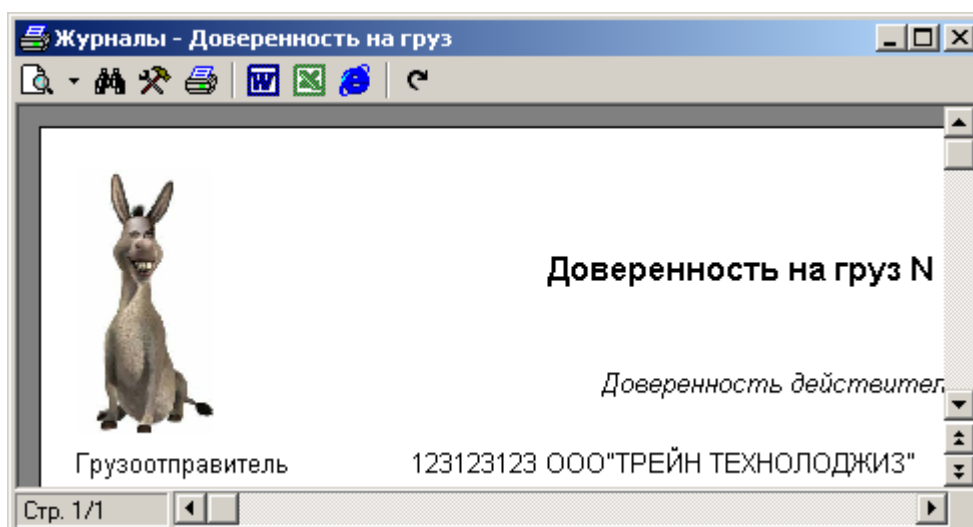 Журналы - Доверенность на груз
Доверенность на груз N
Доверенность действител
Грузоотправитель 123123123 ООО"ТРЕЙН ТЕХНОЛОДЖИЗ"
Стр. 1/1